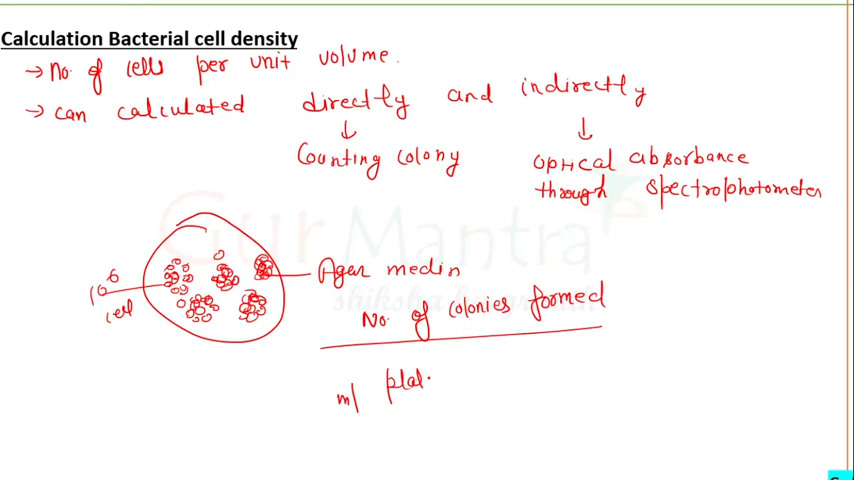 Calculation Bacterial cell density
→ No. of cells per unit volume.
→ can calculated directly and indirectly
↓ ↓
Counting colony optical absorbance
through spectrophotometer
GurMantra
Agar media
10⁶
cell
No. of colonies formed
ml plat.